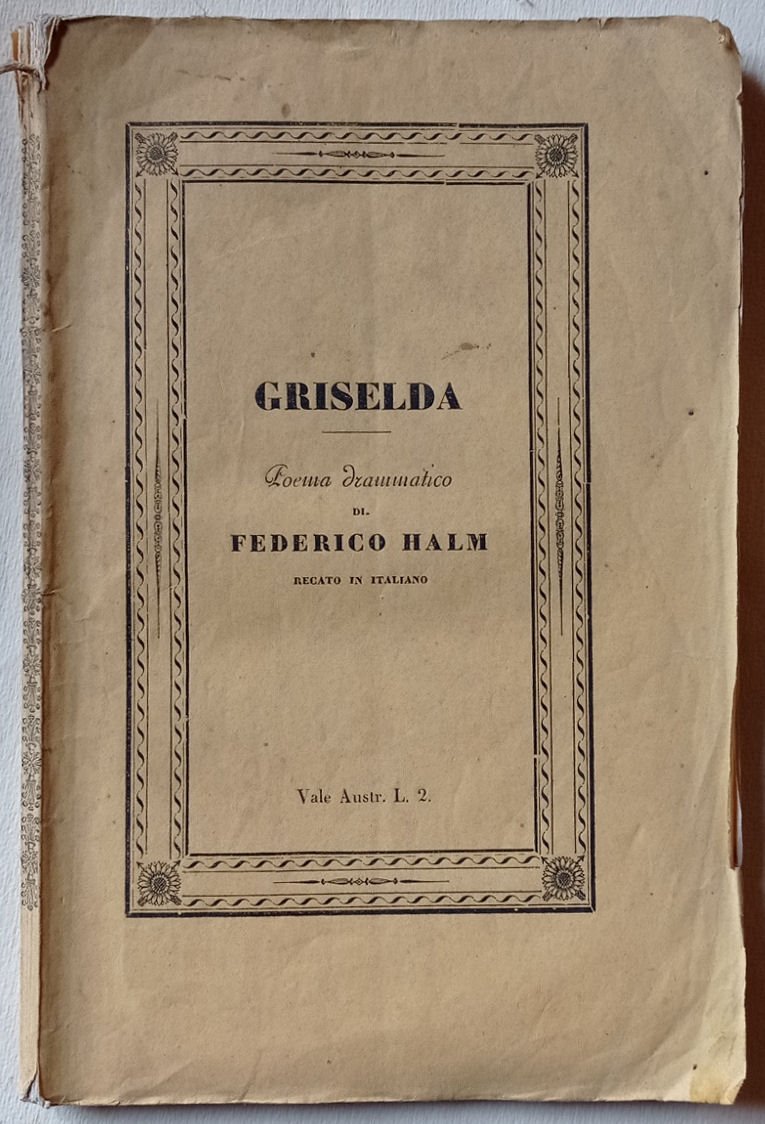 GRISELDA
Poema drammatico
DI
FEDERICO HALM
RECATO IN ITALIANO
Vale Austr. L. 2.